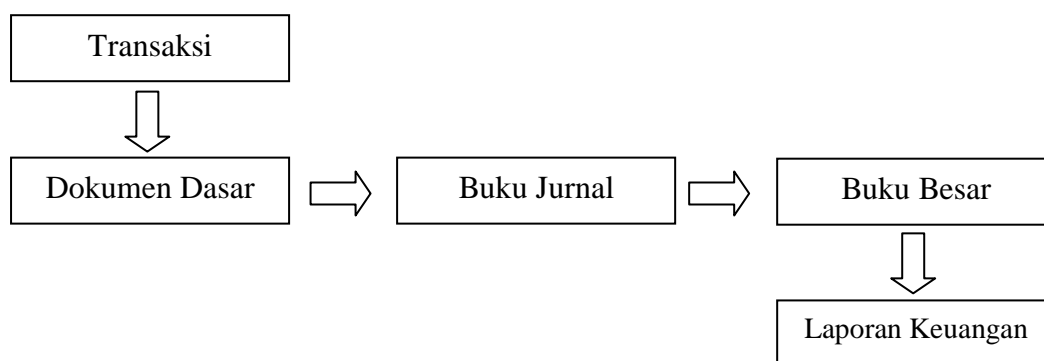 Transaksi
Dokumen Dasar
Buku Jurnal
Buku Besar
Laporan Keuangan